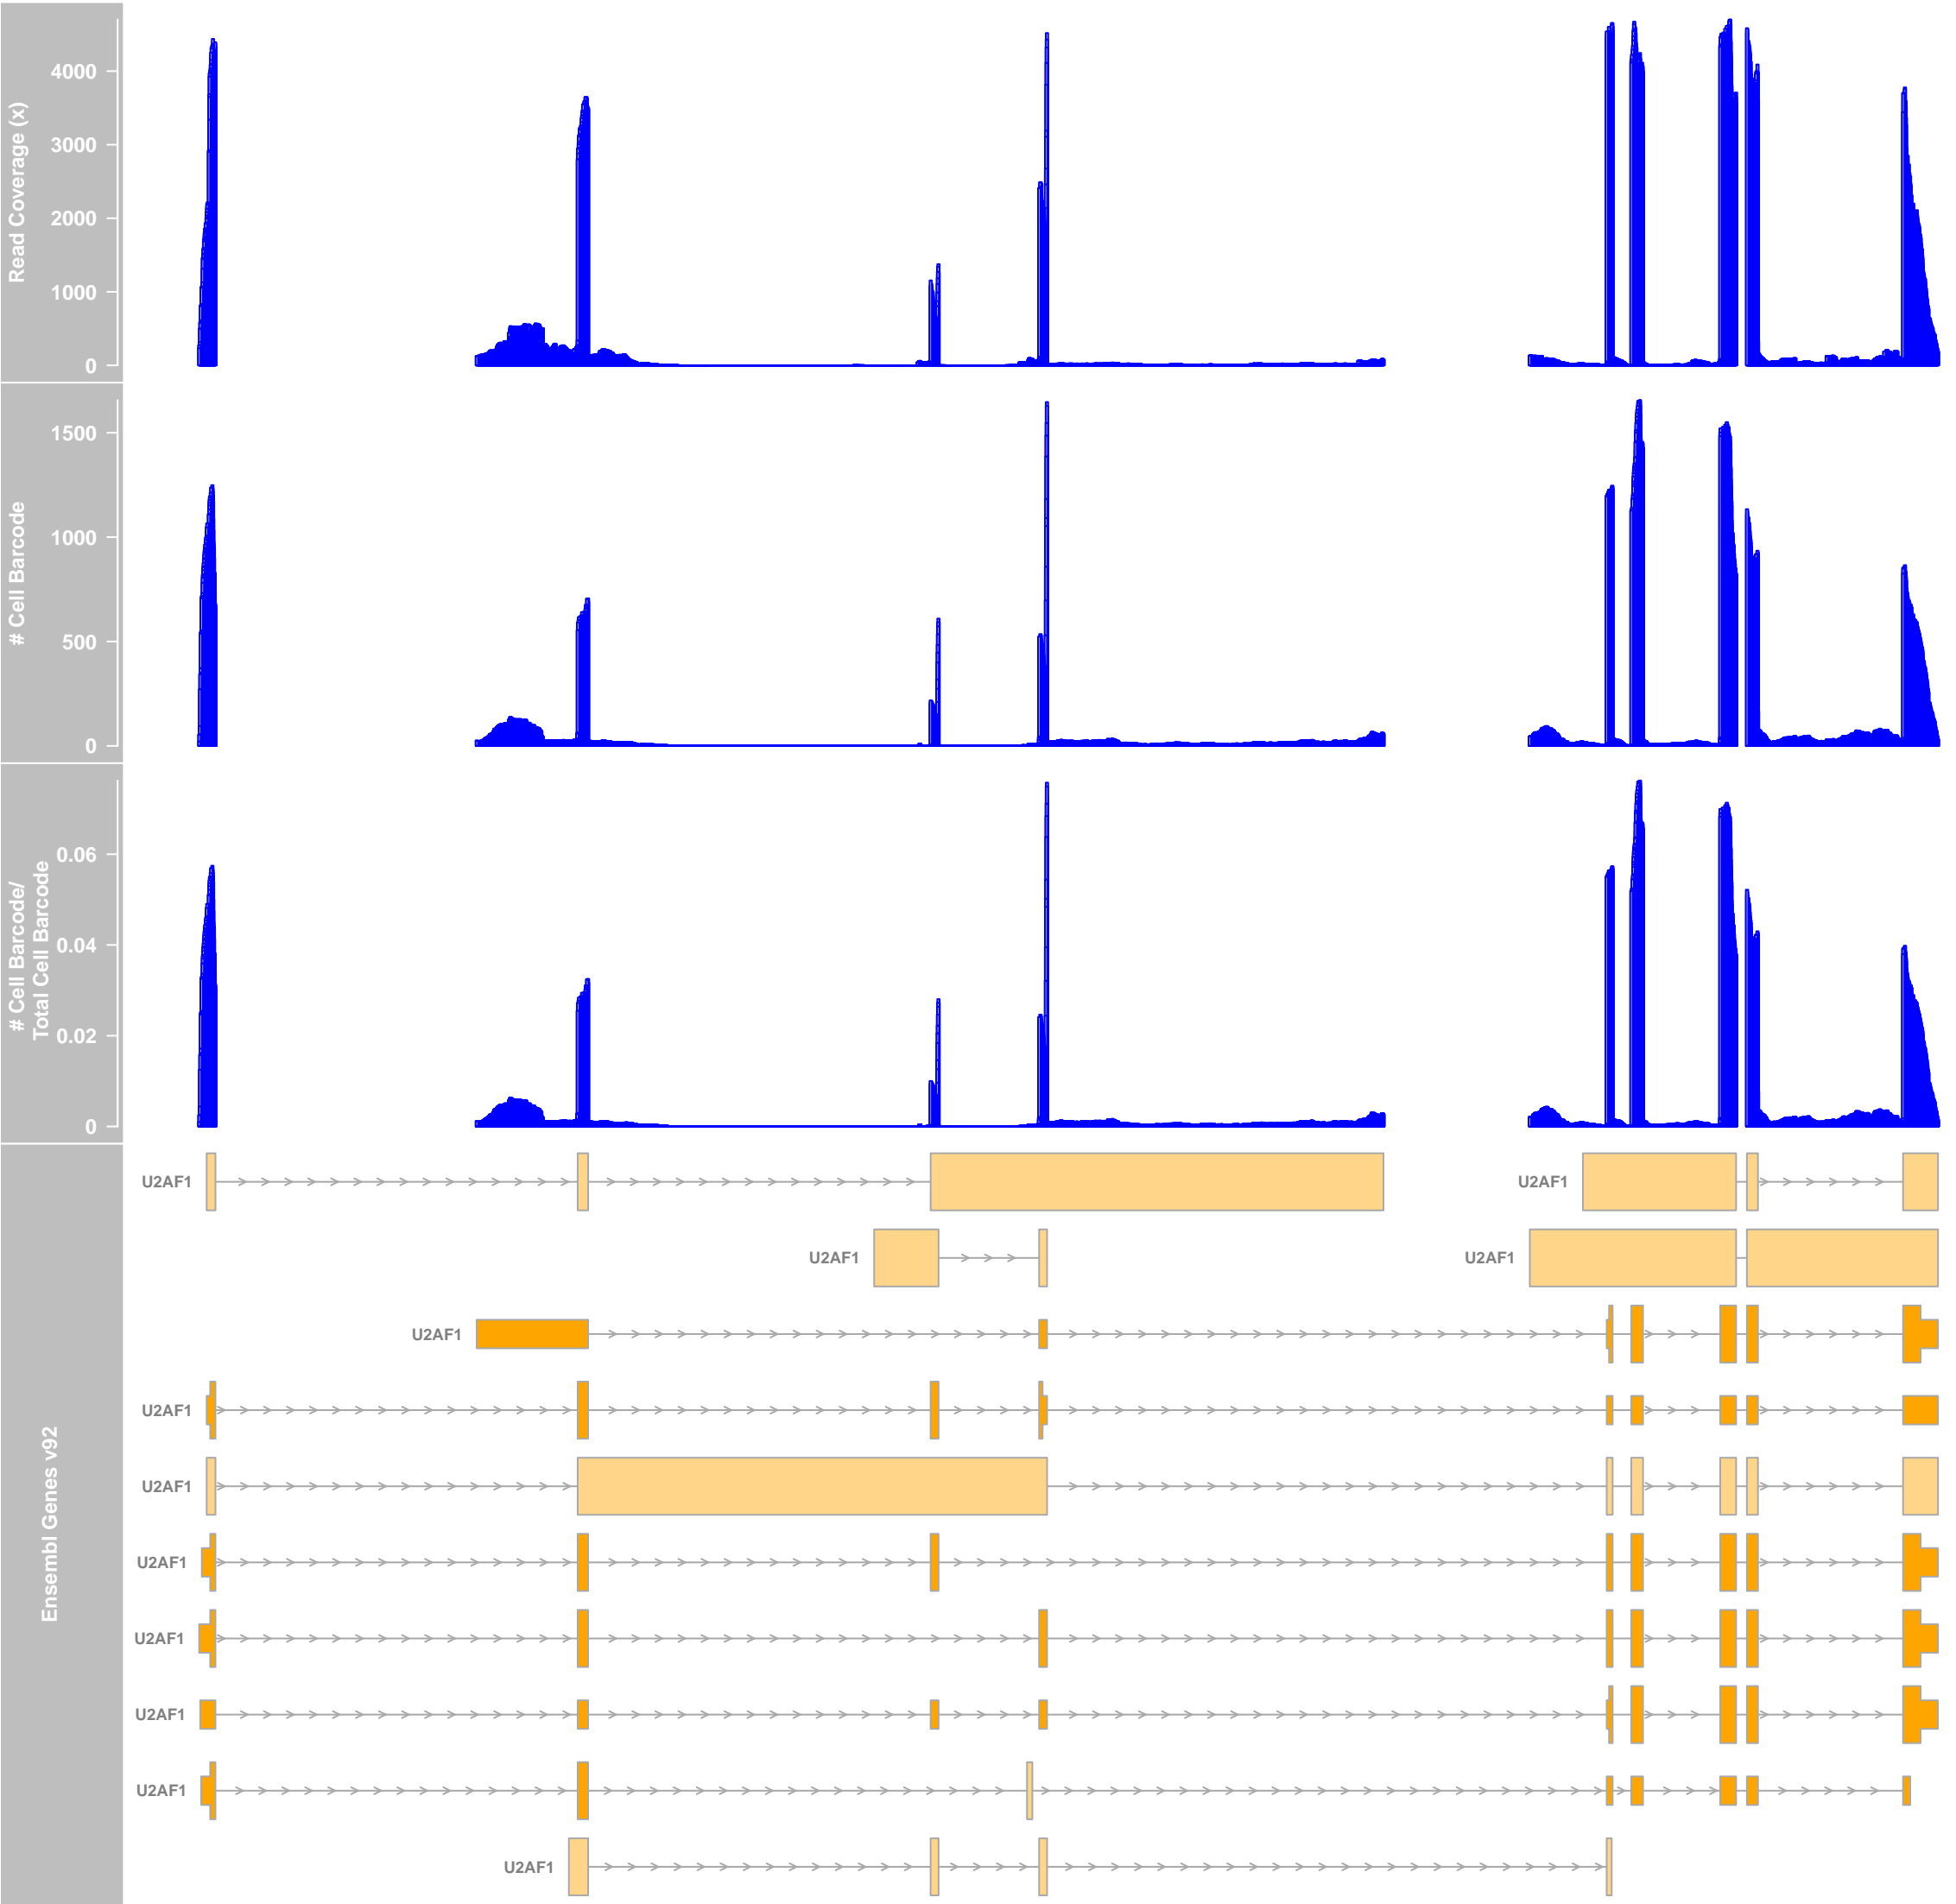 Read Coverage (x)
4000
3000
2000
1000
0
# Cell Barcode
1500
1000
500
0
# Cell Barcode/
Total Cell Barcode
0.06
0.04
0.02
0
Ensembl Genes v92
U2AF1
U2AF1
U2AF1
U2AF1
U2AF1
U2AF1
U2AF1
U2AF1
U2AF1
U2AF1
U2AF1
U2AF1